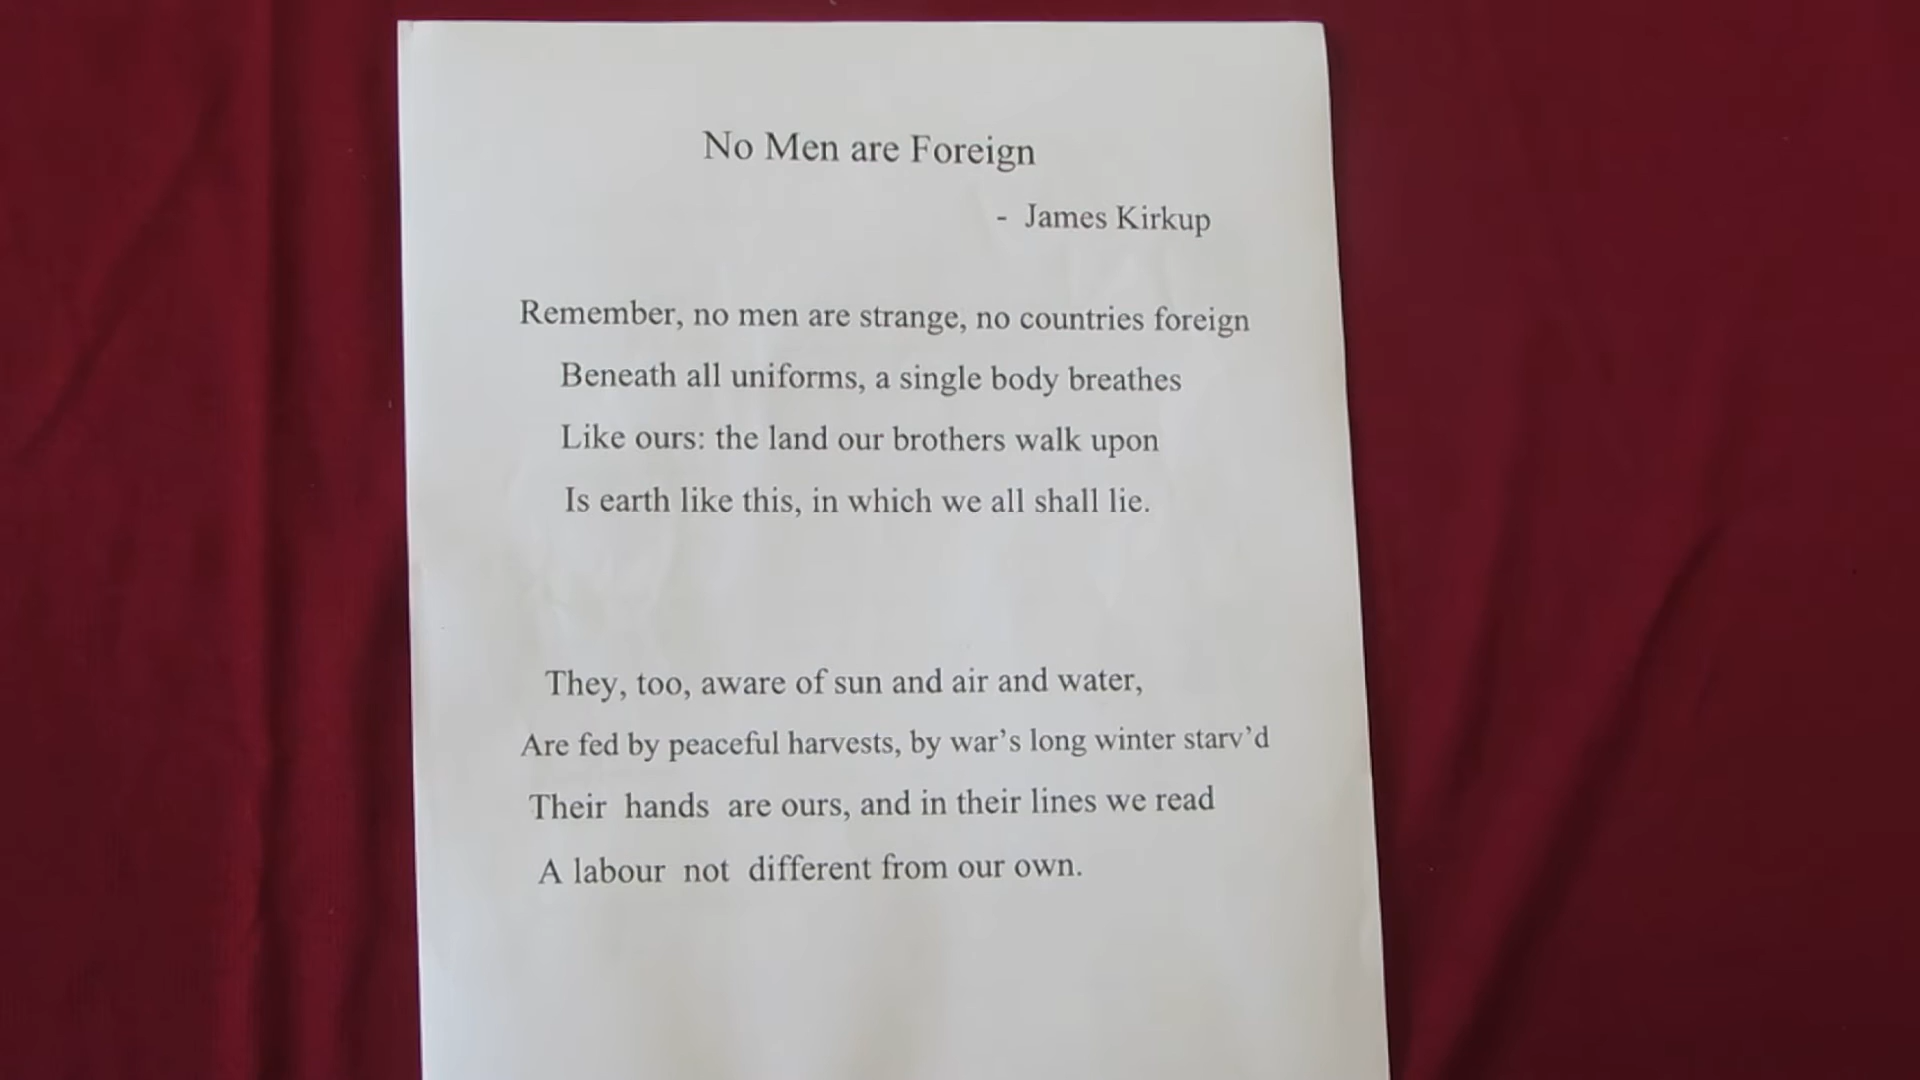 No Men are Foreign
- James Kirkup
Remember, no men are strange, no countries foreign
Beneath all uniforms, a single body breathes
Like ours: the land our brothers walk upon
Is earth like this, in which we all shall lie.
They, too, aware of sun and air and water,
Are fed by peaceful harvests, by war’s long winter starv’d
Their hands are ours, and in their lines we read
A labour not different from our own.